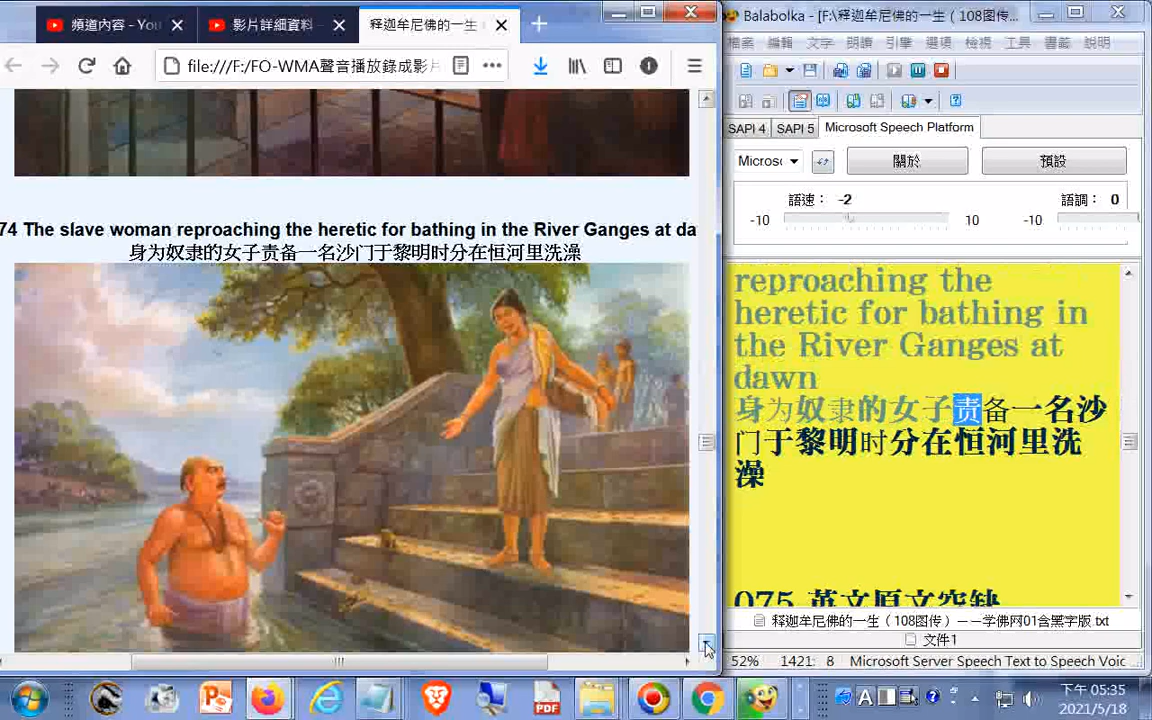 頻道內容 - You
影片詳細資料 -
释迦牟尼佛的一生
file:///F:/FO-WMA聲音播放錄成影片
74 The slave woman reproaching the heretic for bathing in the River Ganges at da
身为奴隶的女子责备一名沙门于黎明时分在恒河里洗澡
Balabolka - [F:\释迦牟尼佛的一生（108图传...
檔案 編輯 文字 朗讀 引擎 選項 檢視 工具 書籤 說明
SAPI 4 SAPI 5 Microsoft Speech Platform
Microsc 關於 預設
語速： -2 語調： 0
-10 10 -10
reproaching the
heretic for bathing in
the River Ganges at
dawn
身为奴隶的女子责备一名沙
门于黎明时分在恒河里洗
澡
075 英文原文空缺
释迦牟尼佛的一生（108图传）——学佛网01含黑字版.txt
文件1
52% 1421: 8 Microsoft Server Speech Text to Speech Voic
下午 05:35
2021/5/18